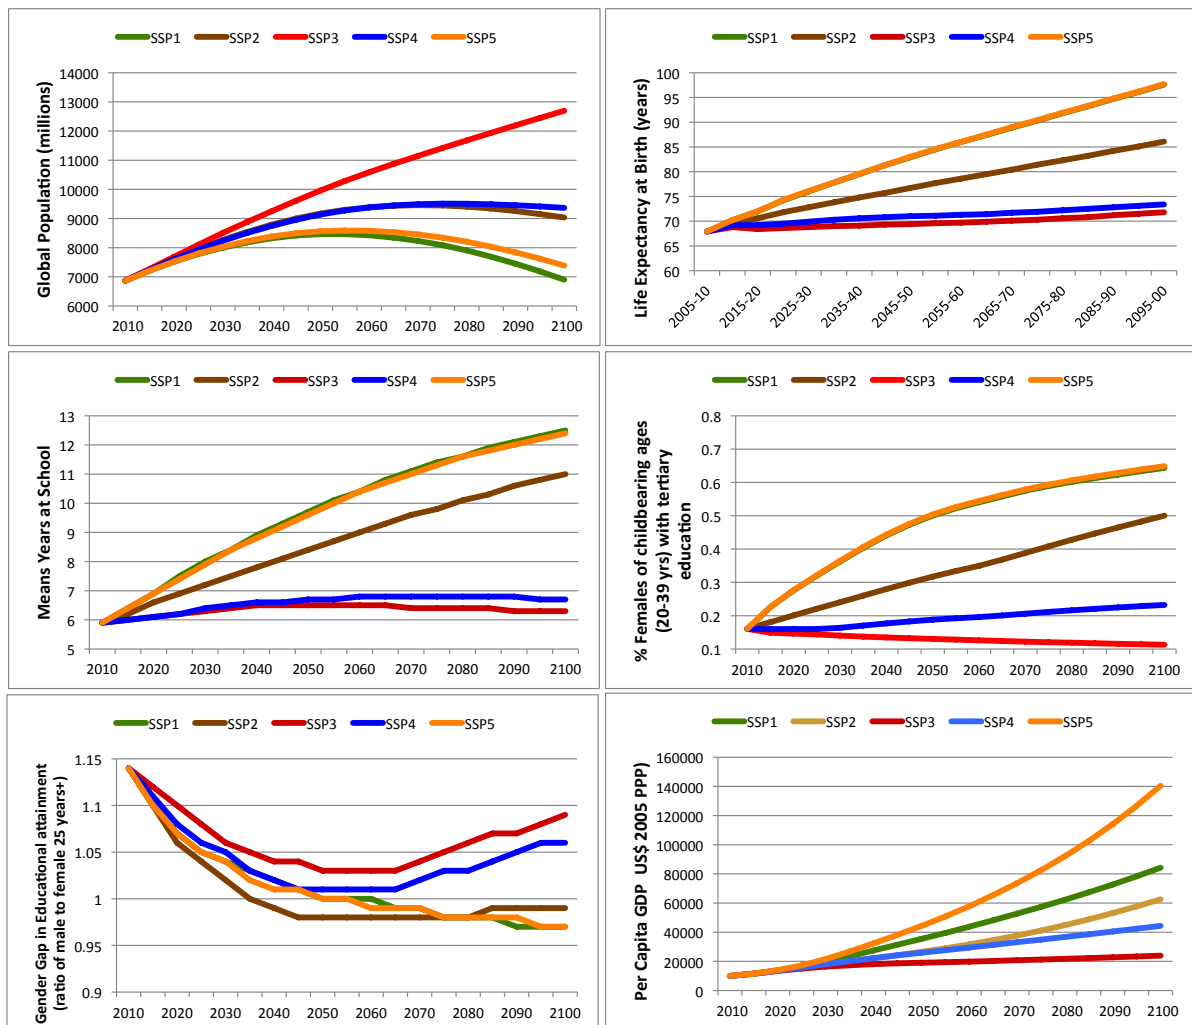 SSP1 SSP2 SSP3 SSP4 SSP5
Global Population (millions)
14000
13000
12000
11000
10000
9000
8000
7000
6000
2010 2020 2030 2040 2050 2060 2070 2080 2090 2100
SSP1 SSP2 SSP3 SSP4 SSP5
Life Expectancy at Birth (years)
100
95
90
85
80
75
70
65
60
2005-10 2015-20 2025-30 2035-40 2045-50 2055-60 2065-70 2075-80 2085-90 2095-00
SSP1 SSP2 SSP3 SSP4 SSP5
Means Years at School
13
12
11
10
9
8
7
6
5
2010 2020 2030 2040 2050 2060 2070 2080 2090 2100
SSP1 SSP2 SSP3 SSP4 SSP5
% Females of childbearing ages
(20-39 yrs) with tertiary
education
0.8
0.7
0.6
0.5
0.4
0.3
0.2
0.1
2010 2020 2030 2040 2050 2060 2070 2080 2090 2100
SSP1 SSP2 SSP3 SSP4 SSP5
Gender Gap in Educational attainment
(ratio of male to female 25 years+)
1.15
1.1
1.05
1
0.95
0.9
2010 2020 2030 2040 2050 2060 2070 2080 2090 2100
SSP1 SSP2 SSP3 SSP4 SSP5
Per Capita GDP US$ 2005 PPP)
160000
140000
120000
100000
80000
60000
40000
20000
0
2010 2020 2030 2040 2050 2060 2070 2080 2090 2100